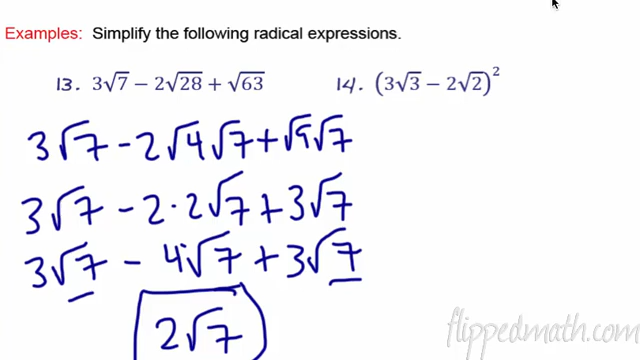 Examples: Simplify the following radical expressions.
13. 3√7 − 2√28 + √63
14. (3√3 − 2√2)²
3√7 − 2√4√7 + √9√7
3√7 − 2·2√7 + 3√7
3√7 − 4√7 + 3√7
2√7
flippedmath.com